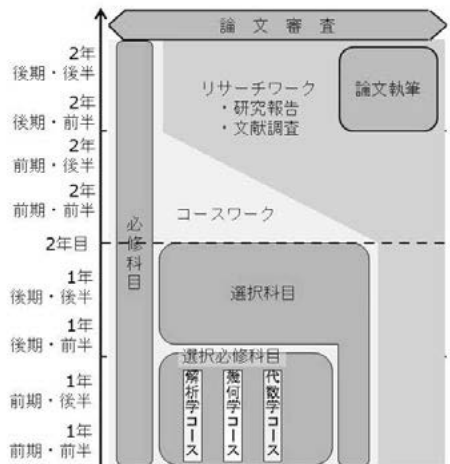 論文審査
2年
後期・後半
2年
後期・前半
2年
前期・後半
2年
前期・前半
2年目
1年
後期・後半
1年
後期・前半
1年
前期・後半
1年
前期・前半
必修科目
リサーチワーク
・研究報告
・文献調査
論文執筆
コースワーク
選択科目
選択必修科目
解析学コース
幾何学コース
代数学コース